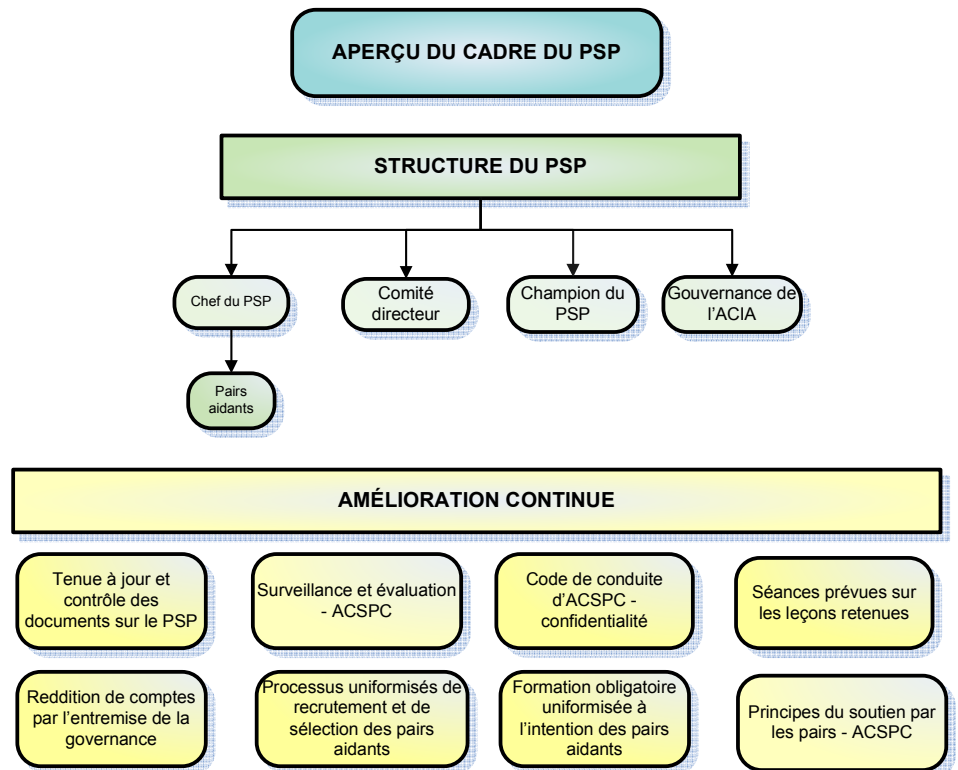 APERÇU DU CADRE DU PSP
STRUCTURE DU PSP
Chef du PSP
Comité
directeur
Champion du
PSP
Gouvernance de
l’ACIA
Pairs
aidants
AMÉLIORATION CONTINUE
Tenue à jour et
contrôle des
documents sur le PSP
Surveillance et évaluation
- ACSPC
Code de conduite
d’ACSPC -
confidentialité
Séances prévues sur
les leçons retenues
Reddition de comptes
par l’entremise de la
governance
Processus uniformisés de
recrutement et de
sélection des pairs
aidants
Formation obligatoire
uniformisée à
l’intention des pairs
aidants
Principes du soutien par
les pairs - ACSPC